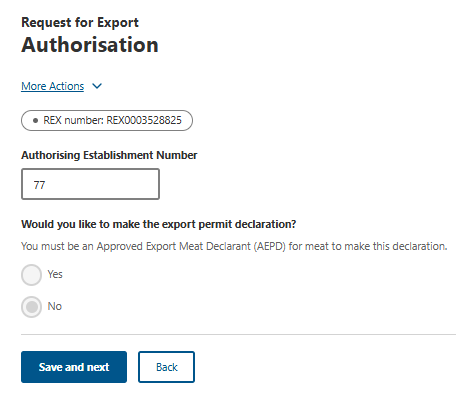 Request for Export
Authorisation
More Actions
REX number: REX0003528825
Authorising Establishment Number
77
Would you like to make the export permit declaration?
You must be an Approved Export Meat Declarant (AEPD) for meat to make this declaration.
Yes
No
Save and next
Back